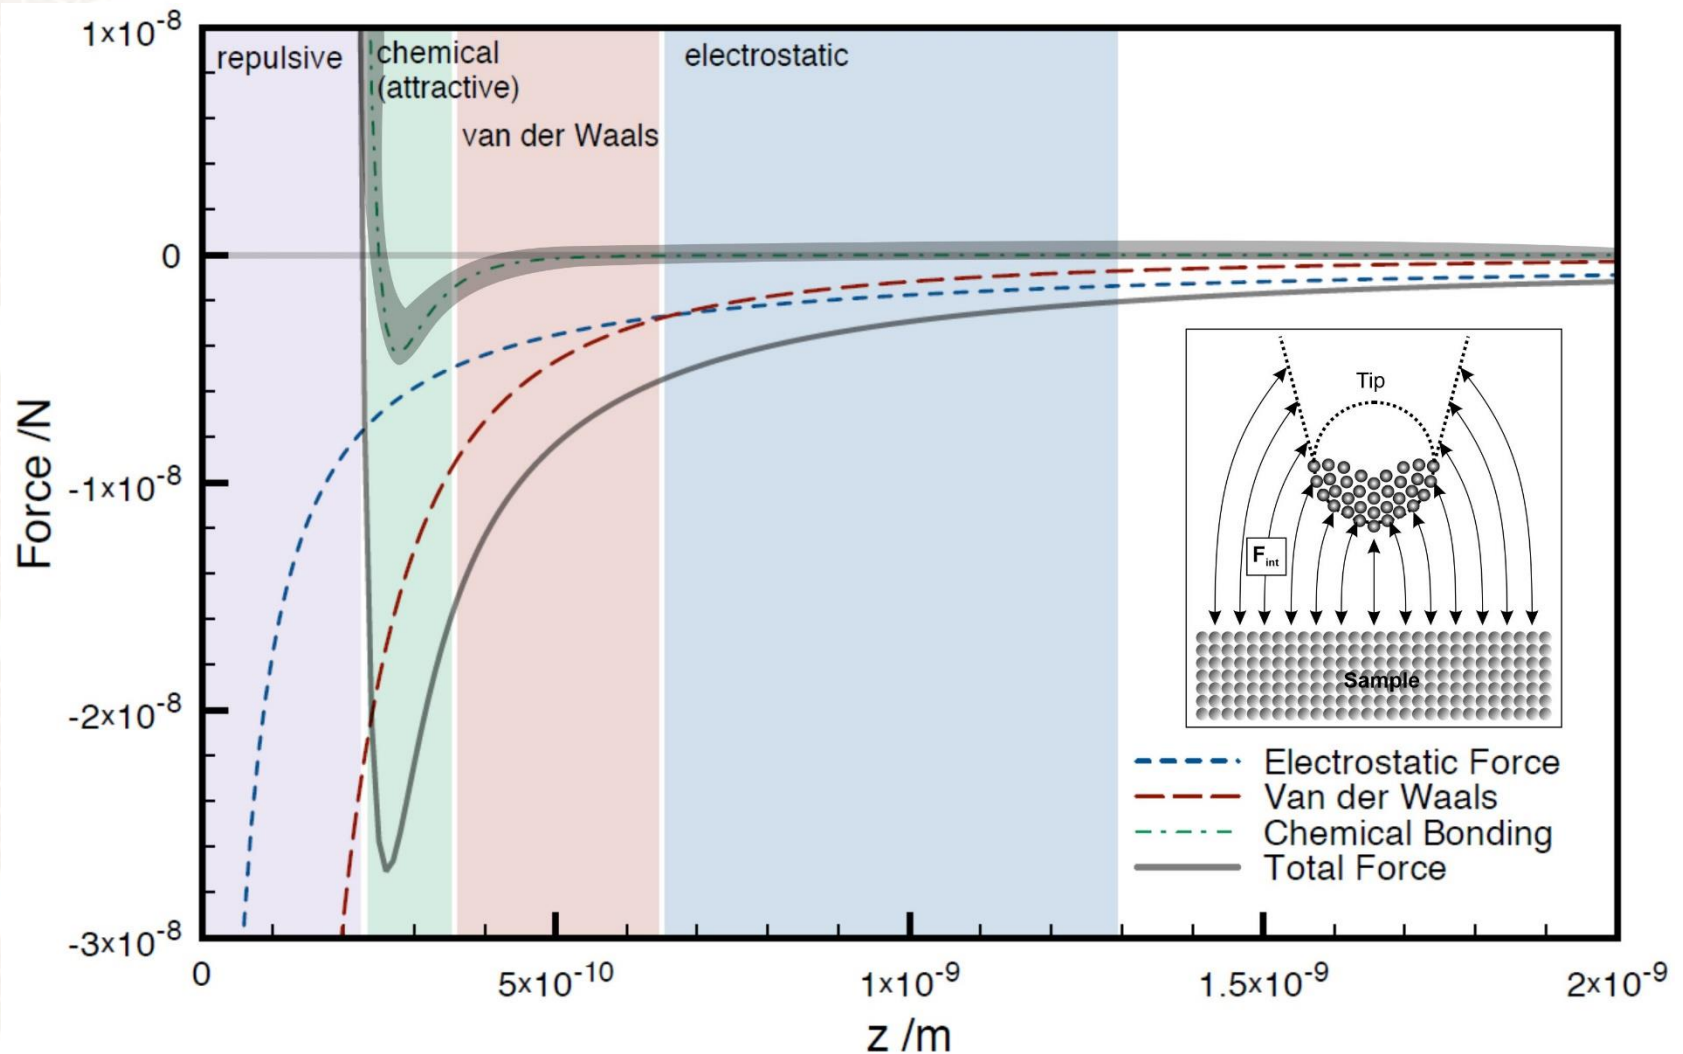 1x10⁻⁸
repulsive
chemical
(attractive)
van der Waals
electrostatic
0
Force /N
-1x10⁻⁸
-2x10⁻⁸
-3x10⁻⁸
Tip
F_int
Sample
Electrostatic Force
Van der Waals
Chemical Bonding
Total Force
0
5x10⁻¹⁰
1x10⁻⁹
1.5x10⁻⁹
2x10⁻⁹
z /m